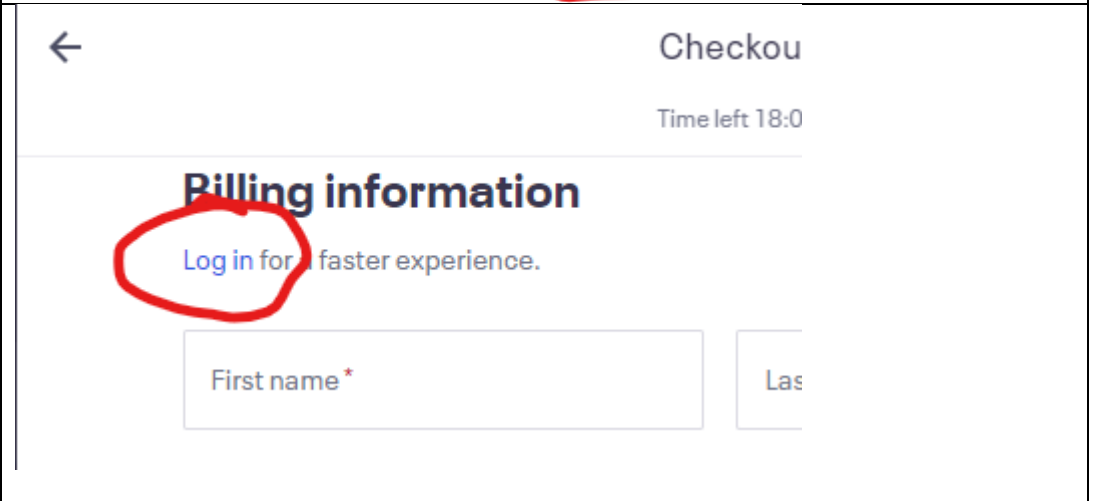 Checkou
Time left 18:0
Billing information
Log in for a faster experience.
First name*
Las